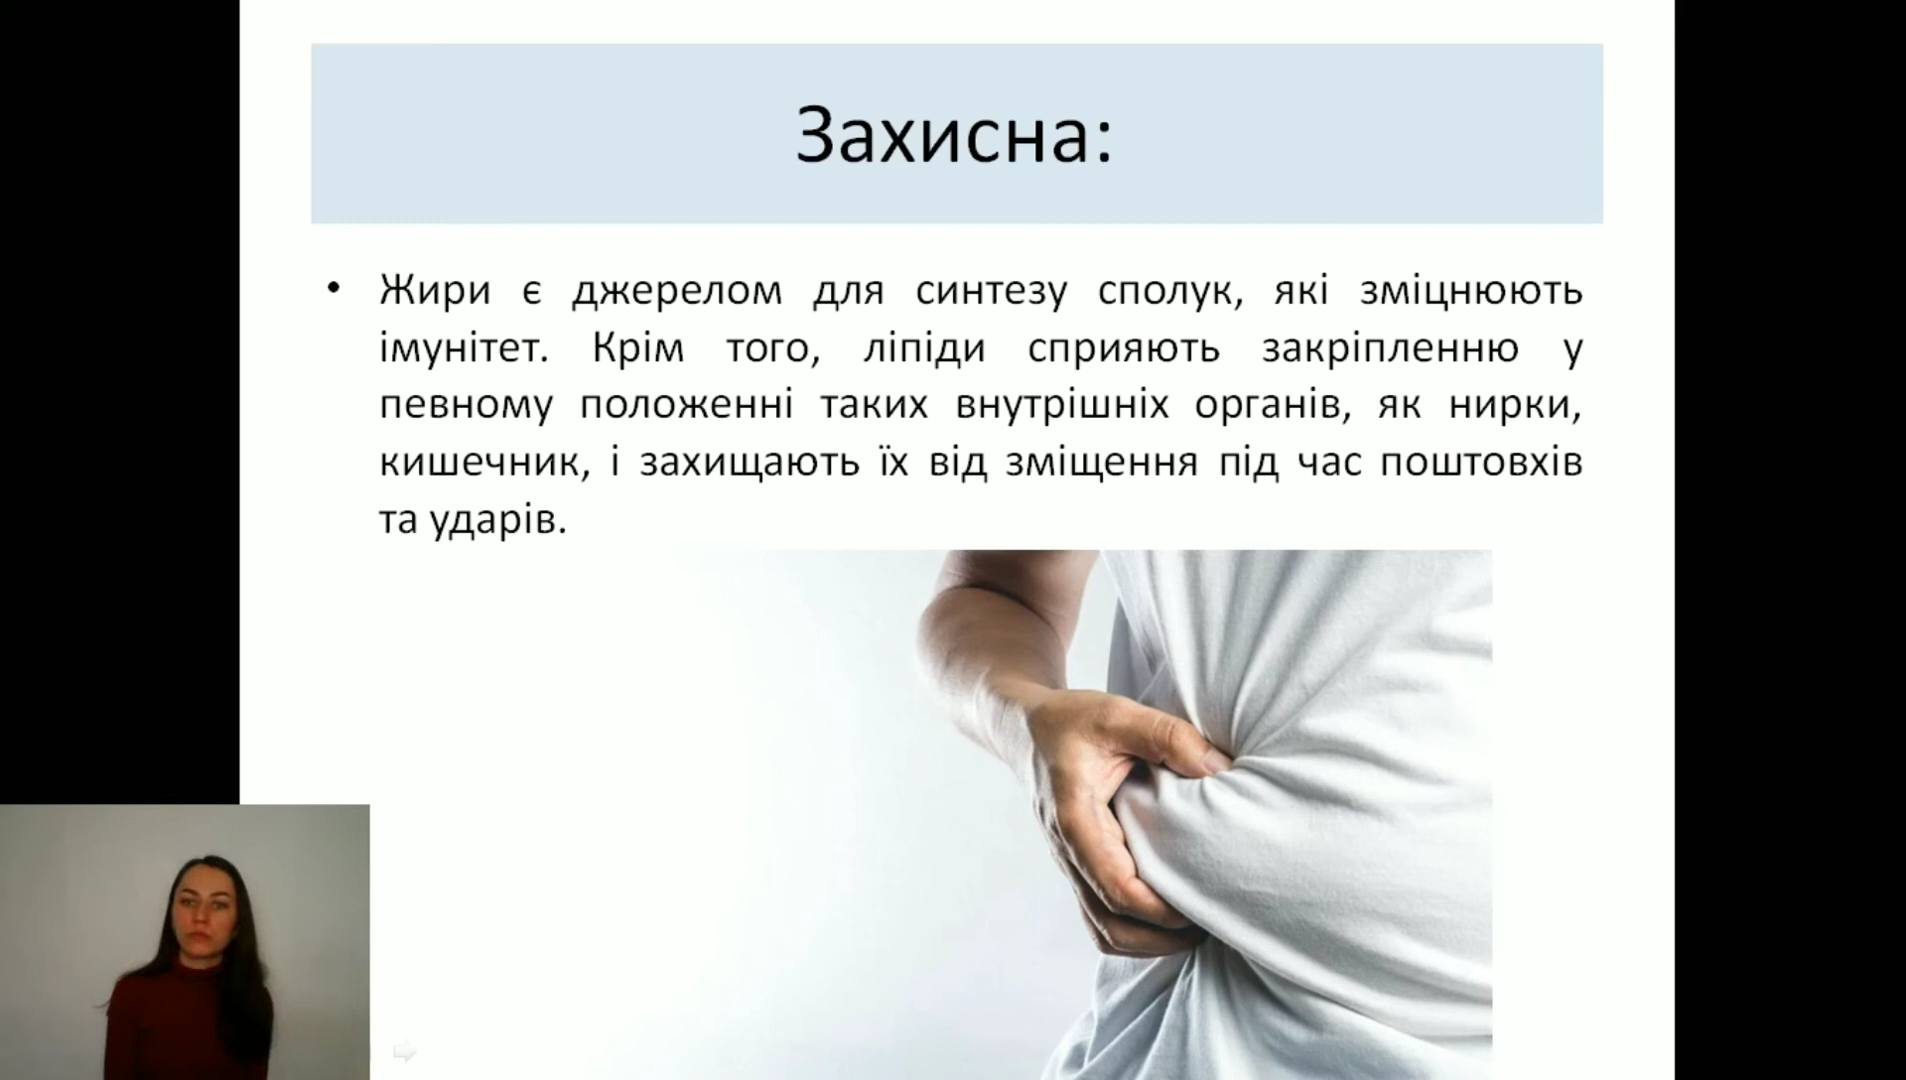 Захисна:
• Жири є джерелом для синтезу сполук, які зміцнюють
імунітет. Крім того, ліпіди сприяють закріпленню у
певному положенні таких внутрішніх органів, як нирки,
кишечник, і захищають їх від зміщення під час поштовхів
та ударів.